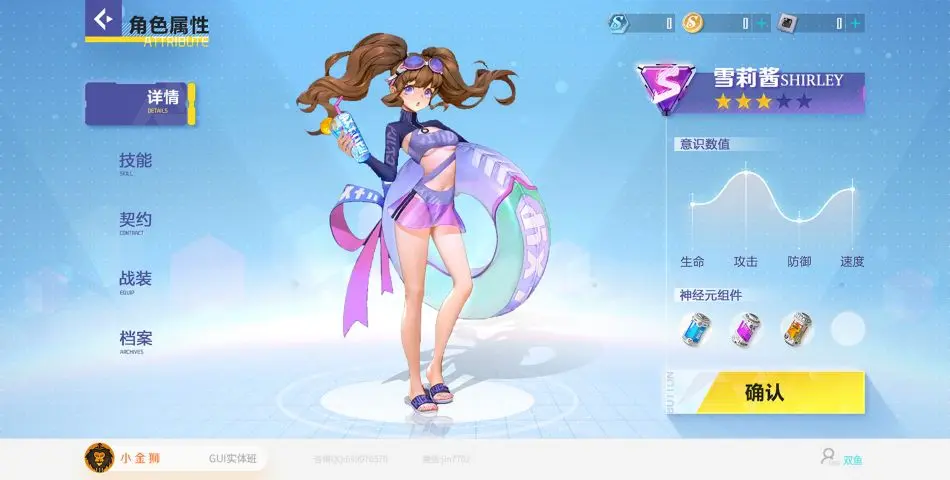 角色属性
ATTRIBUTE
0
0
0
详情
DETAILS
技能
SKILL
契约
CONTRACT
战装
EQUIP
档案
ARCHIVES
雪莉酱SHIRLEY
意识数值
生命 攻击 防御 速度
神经元组件
确认
BUTTON
小金狮
GUI实体班
双鱼